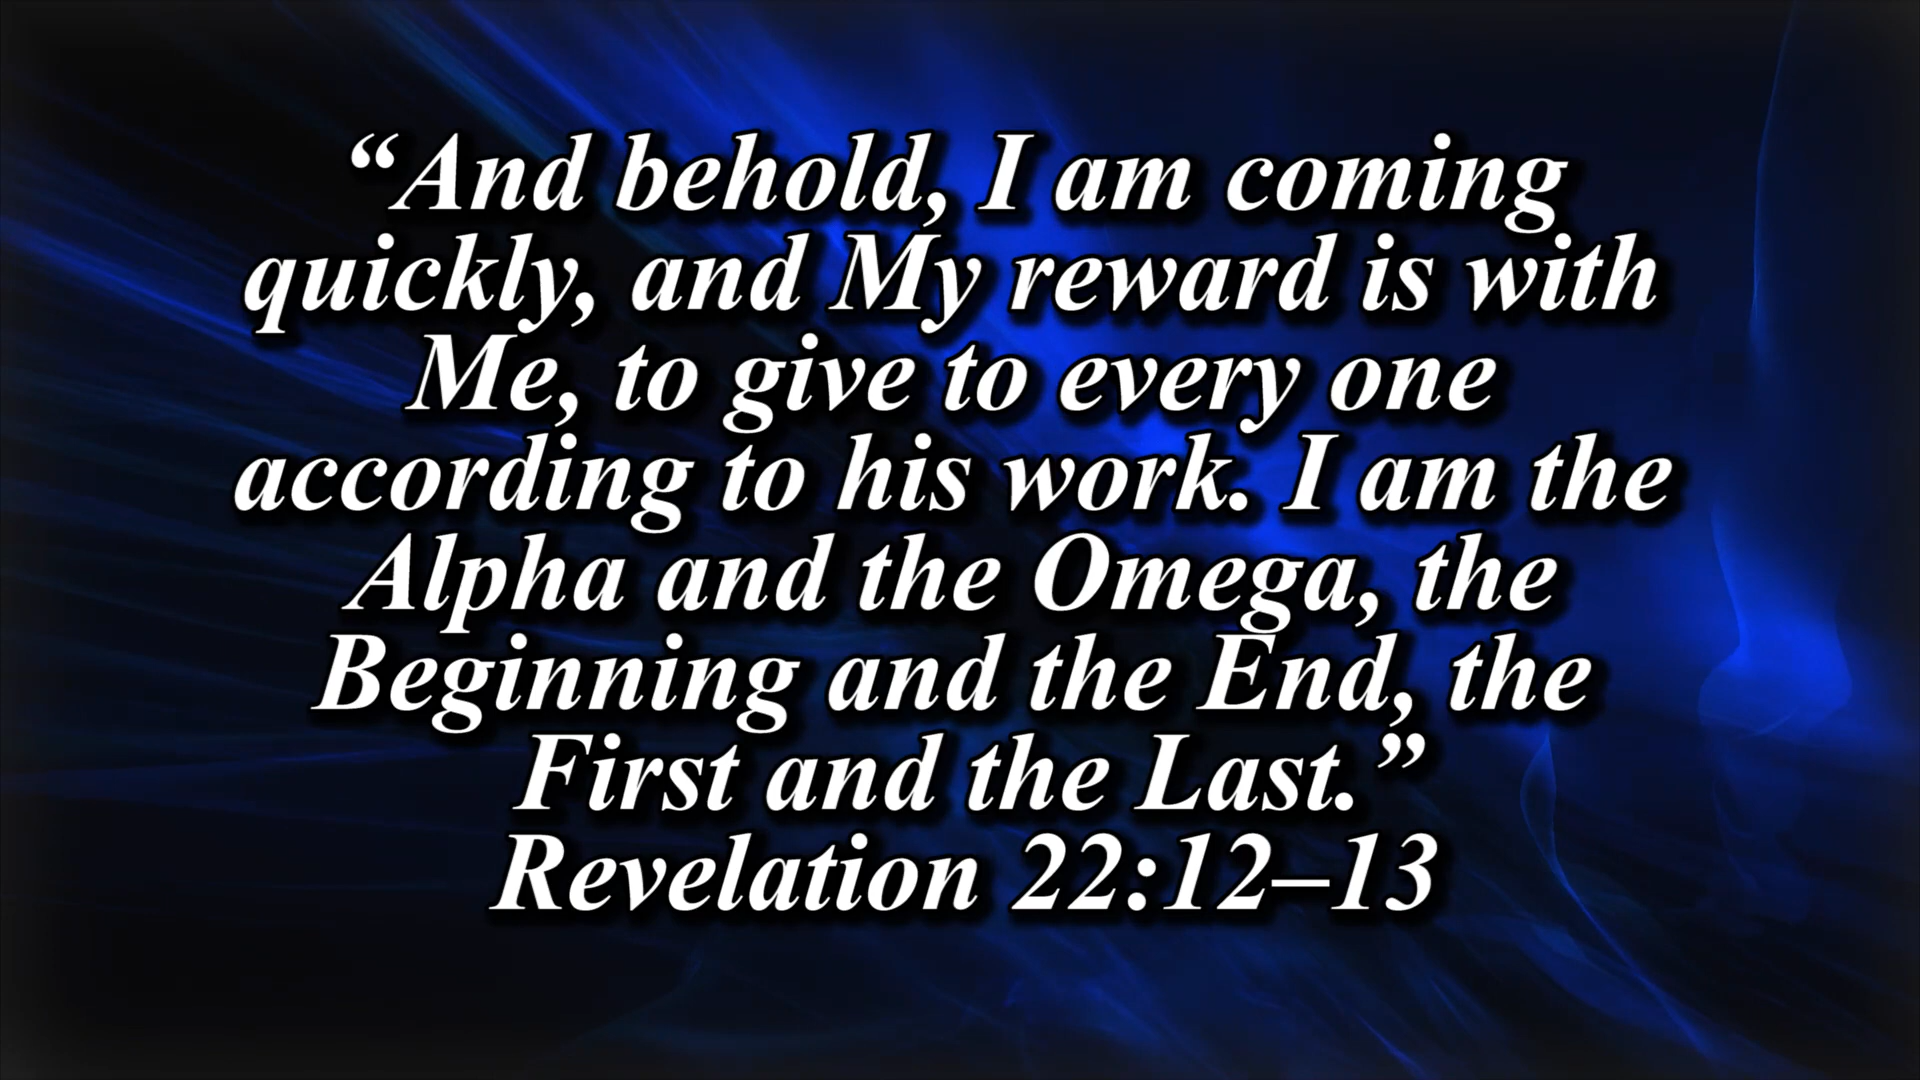 “And behold, I am coming
quickly, and My reward is with
Me, to give to every one
according to his work. I am the
Alpha and the Omega, the
Beginning and the End, the
First and the Last.”
Revelation 22:12–13